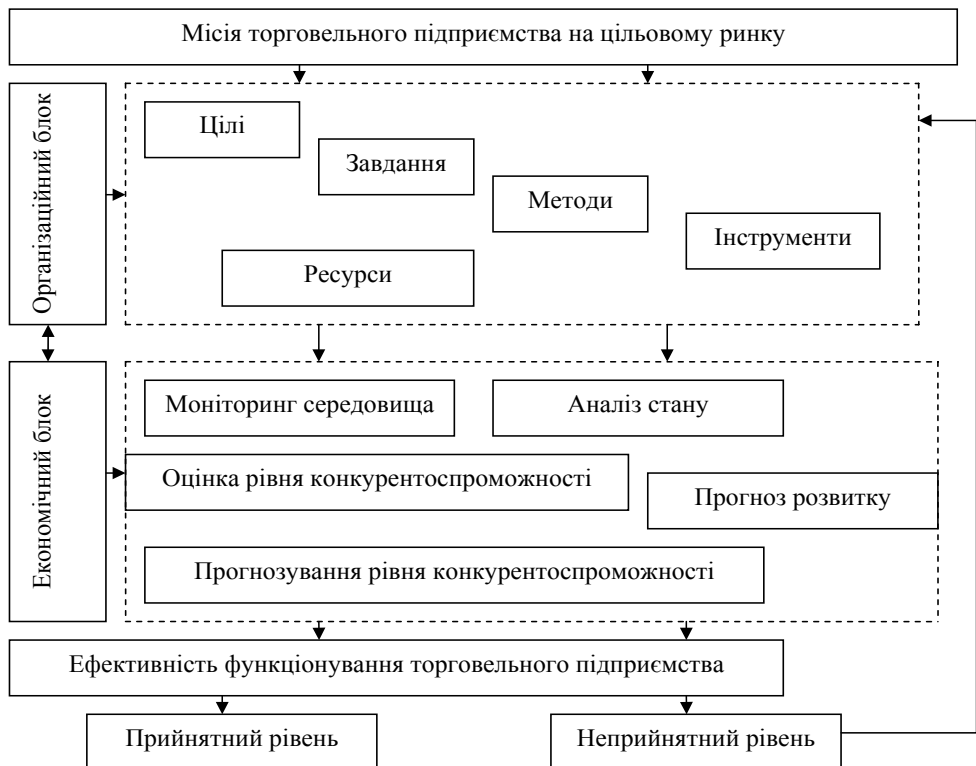 Місія торговельного підприємства на цільовому ринку
Організаційний блок
Цілі
Завдання
Методи
Інструменти
Ресурси
Економічний блок
Моніторинг середовища
Аналіз стану
Оцінка рівня конкурентоспроможності
Прогноз розвитку
Прогнозування рівня конкурентоспроможності
Ефективність функціонування торговельного підприємства
Прийнятний рівень
Неприйнятний рівень